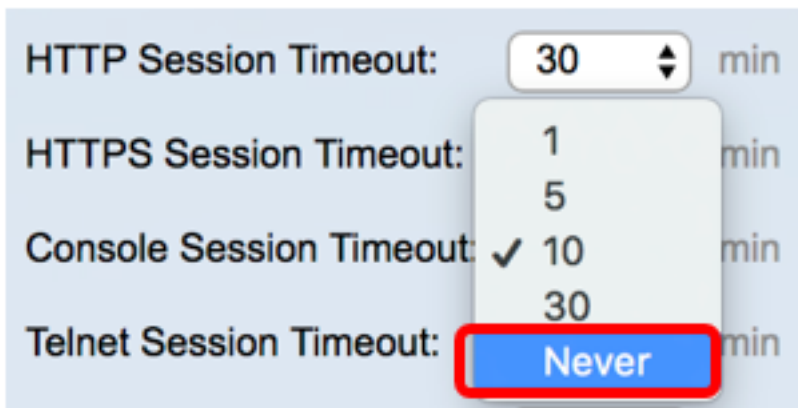 HTTP Session Timeout: 30 min
1
HTTPS Session Timeout: min
5
Console Session Timeout: ✓ 10 min
30
Telnet Session Timeout: min
Never